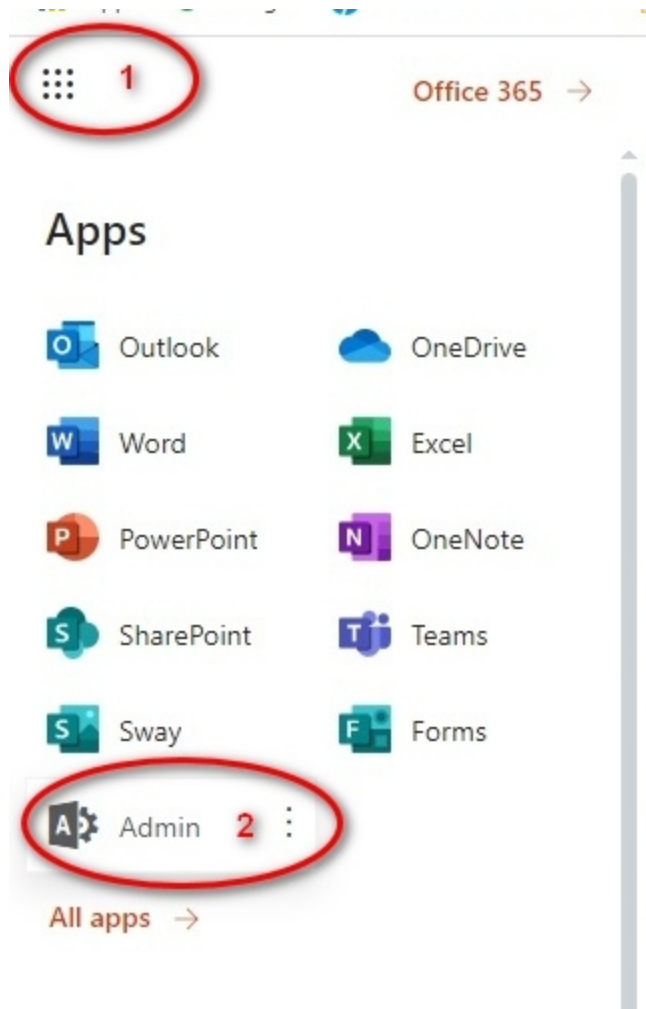 1
Office 365 →
Apps
Outlook
OneDrive
Word
Excel
PowerPoint
OneNote
SharePoint
Teams
Sway
Forms
Admin 2
All apps →